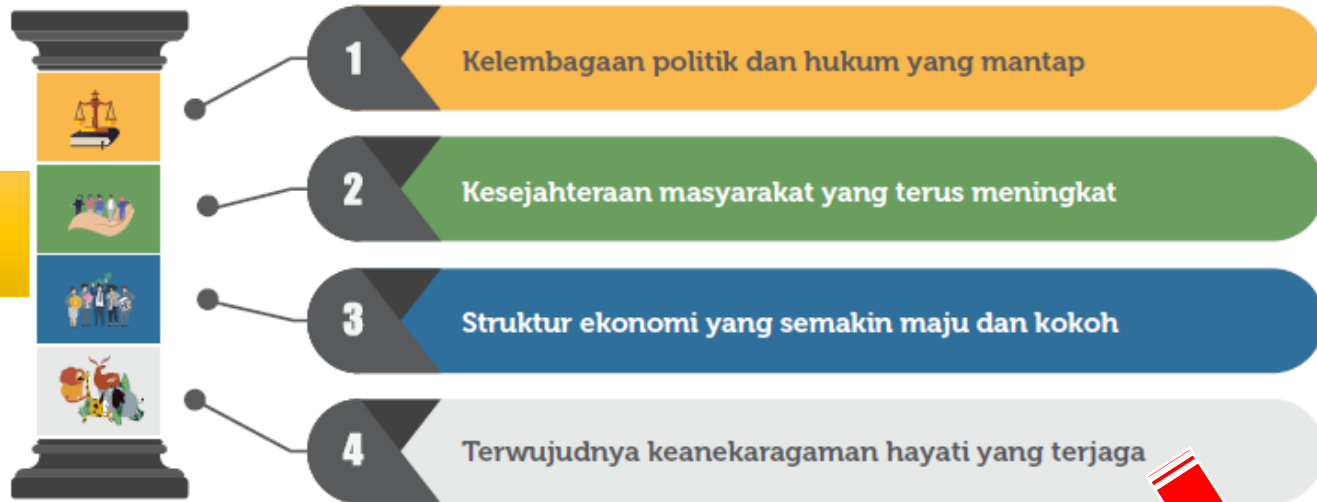 1
Kelembagaan politik dan hukum yang mantap
2
Kesejahteraan masyarakat yang terus meningkat
3
Struktur ekonomi yang semakin maju dan kokoh
4
Terwujudnya keanekaragaman hayati yang terjaga